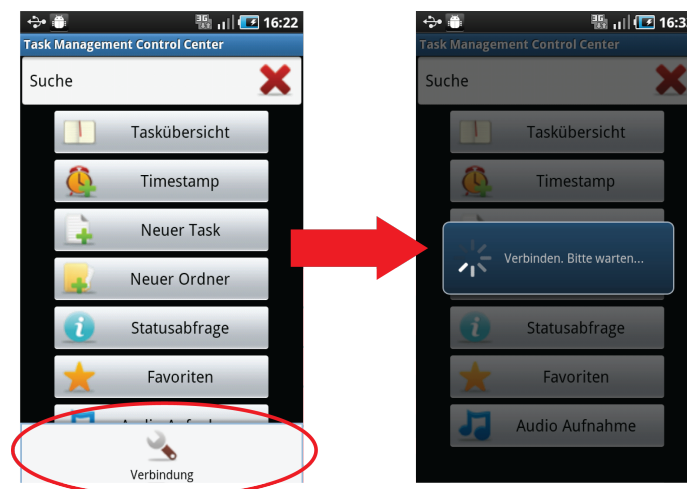 16:22
Task Management Control Center
Suche
Taskübersicht
Timestamp
Neuer Task
Neuer Ordner
Statusabfrage
Favoriten
Verbindung
Task Management Control Center
Suche
Taskübersicht
Timestamp
Verbinden. Bitte warten...
Statusabfrage
Favoriten
Audio Aufnahme